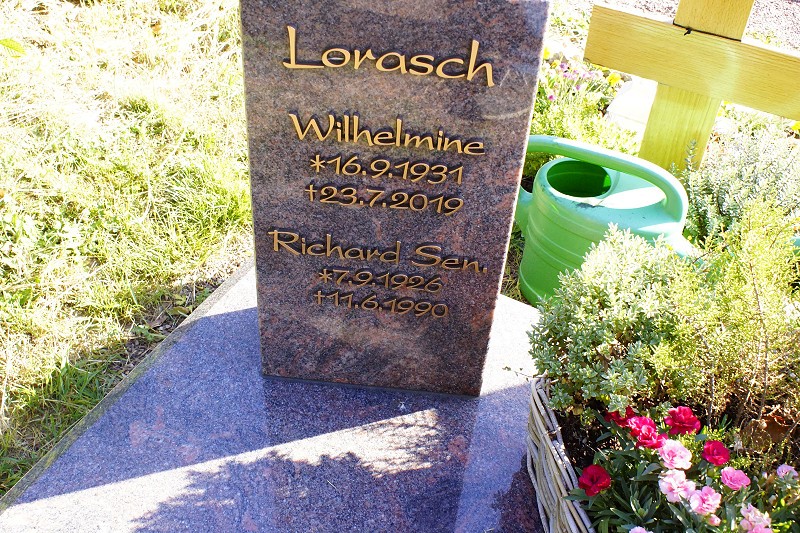 Lorasch
Wilhelmine
*16.9.1931
†23.7.2019
Richard Sen.
*7.9.1926
†11.6.1990